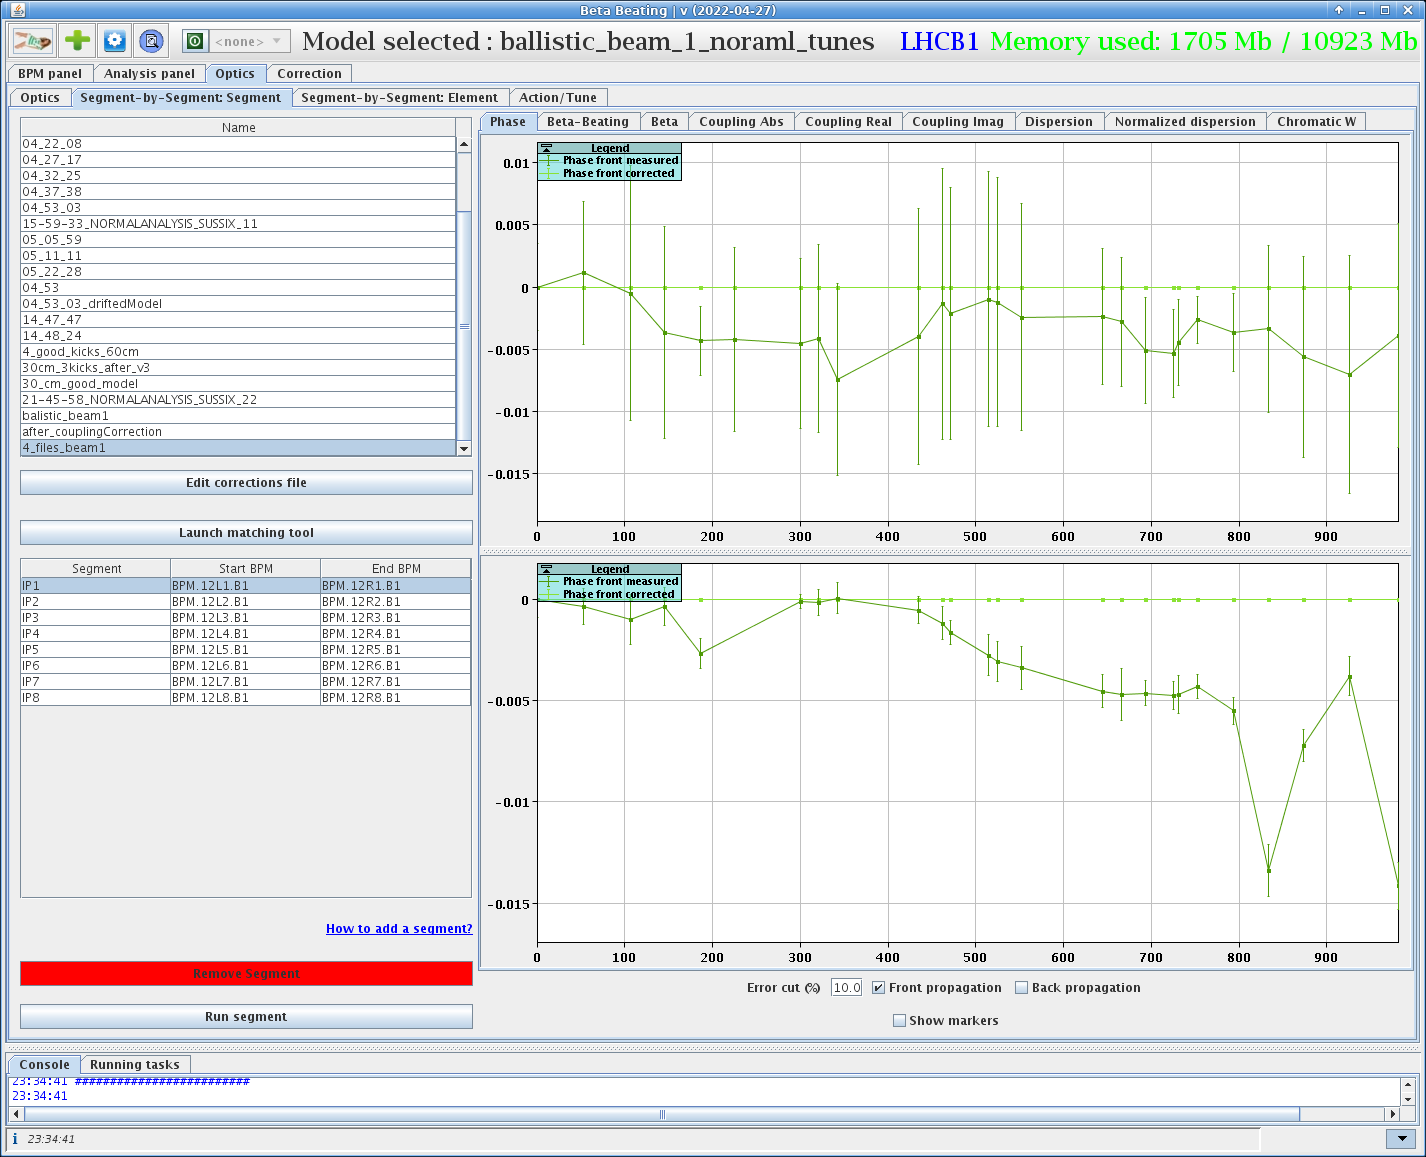 Beta Beating | v (2022-04-27)
<none> Model selected : ballistic_beam_1_noraml_tunes LHCB1 Memory used: 1705 Mb / 10923 Mb
BPM panel Analysis panel Optics Correction
Optics Segment-by-Segment: Segment Segment-by-Segment: Element Action/Tune
Name
04_22_08
04_27_17
04_32_25
04_37_38
04_53_03
15-59-33_NORMALANALYSIS_SUSSIX_11
05_05_59
05_11_11
05_22_28
04_53
04_53_03_driftedModel
14_47_47
14_48_24
4_good_kicks_60cm
30cm_3kicks_after_v3
30_cm_good_model
21-45-58_NORMALANALYSIS_SUSSIX_22
balistic_beam1
after_couplingCorrection
4_files_beam1
Edit corrections file
Launch matching tool
Segment Start BPM End BPM
IP1 BPM.12L1.B1 BPM.12R1.B1
IP2 BPM.12L2.B1 BPM.12R2.B1
IP3 BPM.12L3.B1 BPM.12R3.B1
IP4 BPM.12L4.B1 BPM.12R4.B1
IP5 BPM.12L5.B1 BPM.12R5.B1
IP6 BPM.12L6.B1 BPM.12R6.B1
IP7 BPM.12L7.B1 BPM.12R7.B1
IP8 BPM.12L8.B1 BPM.12R8.B1
How to add a segment?
Remove Segment
Run segment
Phase Beta-Beating Beta Coupling Abs Coupling Real Coupling Imag Dispersion Normalized dispersion Chromatic W
Legend
Phase front measured
Phase front corrected
0.01
0.005
0
-0.005
-0.01
-0.015
0 100 200 300 400 500 600 700 800 900
Legend
Phase front measured
Phase front corrected
0
-0.005
-0.01
-0.015
0 100 200 300 400 500 600 700 800 900
Error cut (%) 10.0 Front propagation Back propagation
Show markers
Console Running tasks
23:34:41 #########################
23:34:41
23:34:41